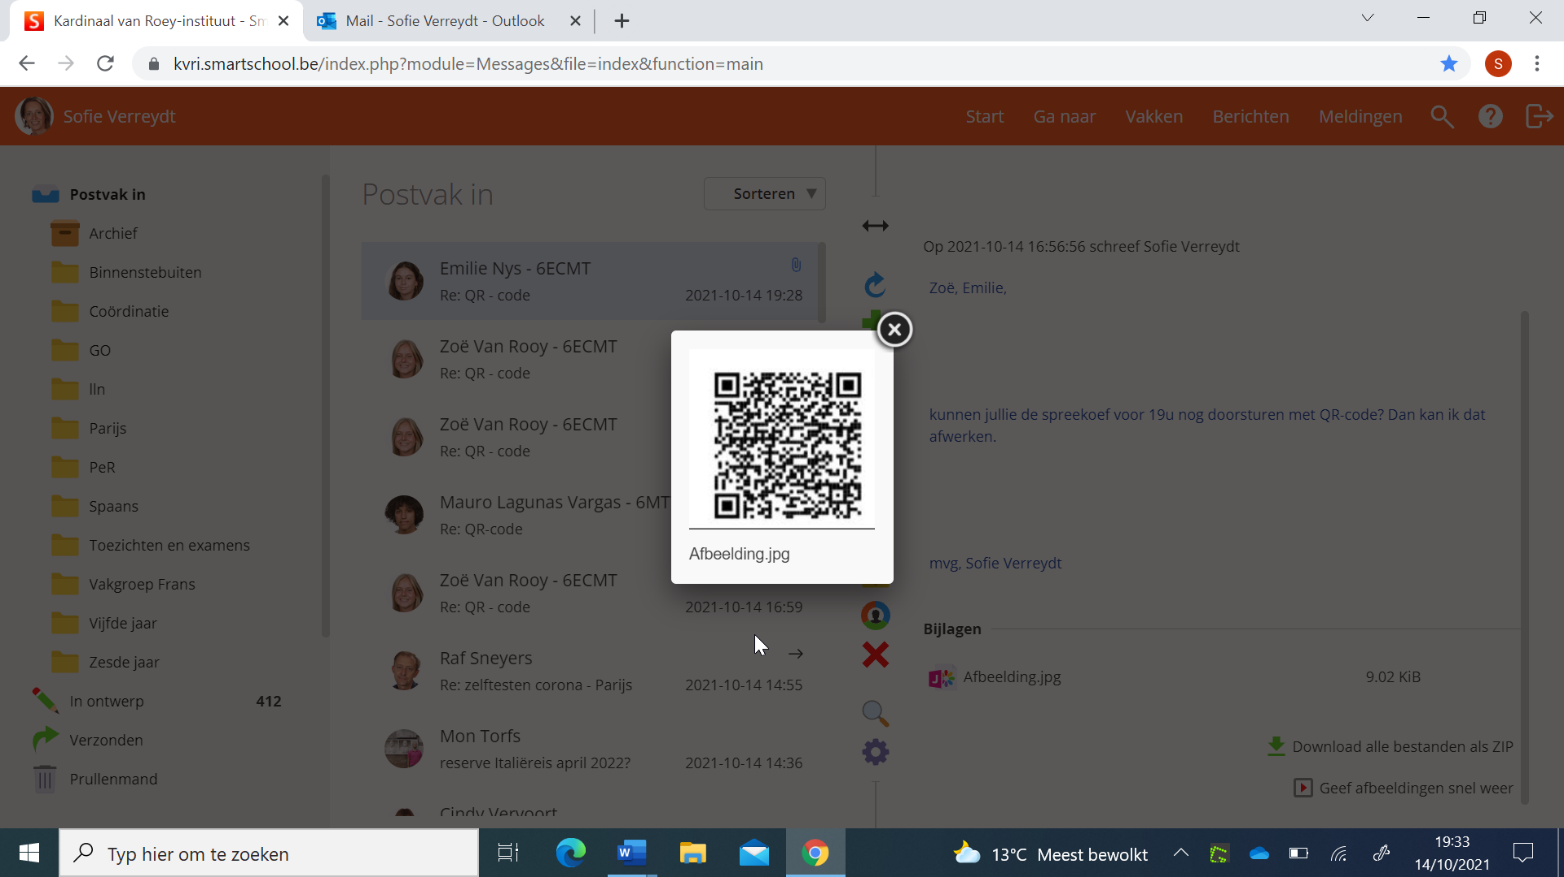 Kardinaal van Roey-instituut - Sm
Mail - Sofie Verreydt - Outlook
kvri.smartschool.be/index.php?module=Messages&file=index&function=main
S
Sofie Verreydt
Start
Ga naar
Vakken
Berichten
Meldingen
Postvak in
Archief
Binnenstebuiten
Coördinatie
GO
lln
Parijs
PeR
Spaans
Toezichten en examens
Vakgroep Frans
Vijfde jaar
Zesde jaar
In ontwerp 412
Verzonden
Prullenmand
Postvak in
Sorteren
Emilie Nys - 6ECMT
Re: QR - code 2021-10-14 19:28
Zoë Van Rooy - 6ECMT
Re: QR - code
Zoë Van Rooy - 6ECMT
Re: QR - code
Mauro Lagunas Vargas - 6MT
Re: QR-code
Zoë Van Rooy - 6ECMT
Re: QR - code 2021-10-14 16:59
Raf Sneyers
Re: zelftesten corona - Parijs 2021-10-14 14:55
Mon Torfs
reserve Italiëreis april 2022? 2021-10-14 14:36
Cindy Vervoort
Afbeelding.jpg
Op 2021-10-14 16:56:56 schreef Sofie Verreydt
Zoë, Emilie,
kunnen jullie de spreekoef voor 19u nog doorsturen met QR-code? Dan kan ik dat
afwerken.
mvg, Sofie Verreydt
Bijlagen
Afbeelding.jpg 9.02 KiB
Download alle bestanden als ZIP
Geef afbeeldingen snel weer
Typ hier om te zoeken
13°C Meest bewolkt
19:33
14/10/2021